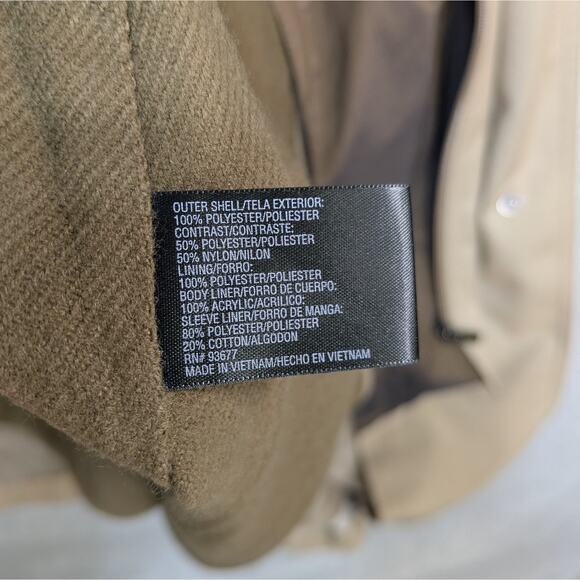 OUTER SHELL/TELA EXTERIOR:
100% POLYESTER/POLIESTER
CONTRAST/CONTRASTE:
50% POLYESTER/POLIESTER
50% NYLON/NILON
LINING/FORRO:
100% POLYESTER/POLIESTER
BODY LINER/FORRO DE CUERPO:
100% ACRYLIC/ACRILICO:
SLEEVE LINER/FORRO DE MANGA:
80% POLYESTER/POLIESTER
20% COTTON/ALGODON
RN# 93677
MADE IN VIETNAM/HECHO EN VIETNAM